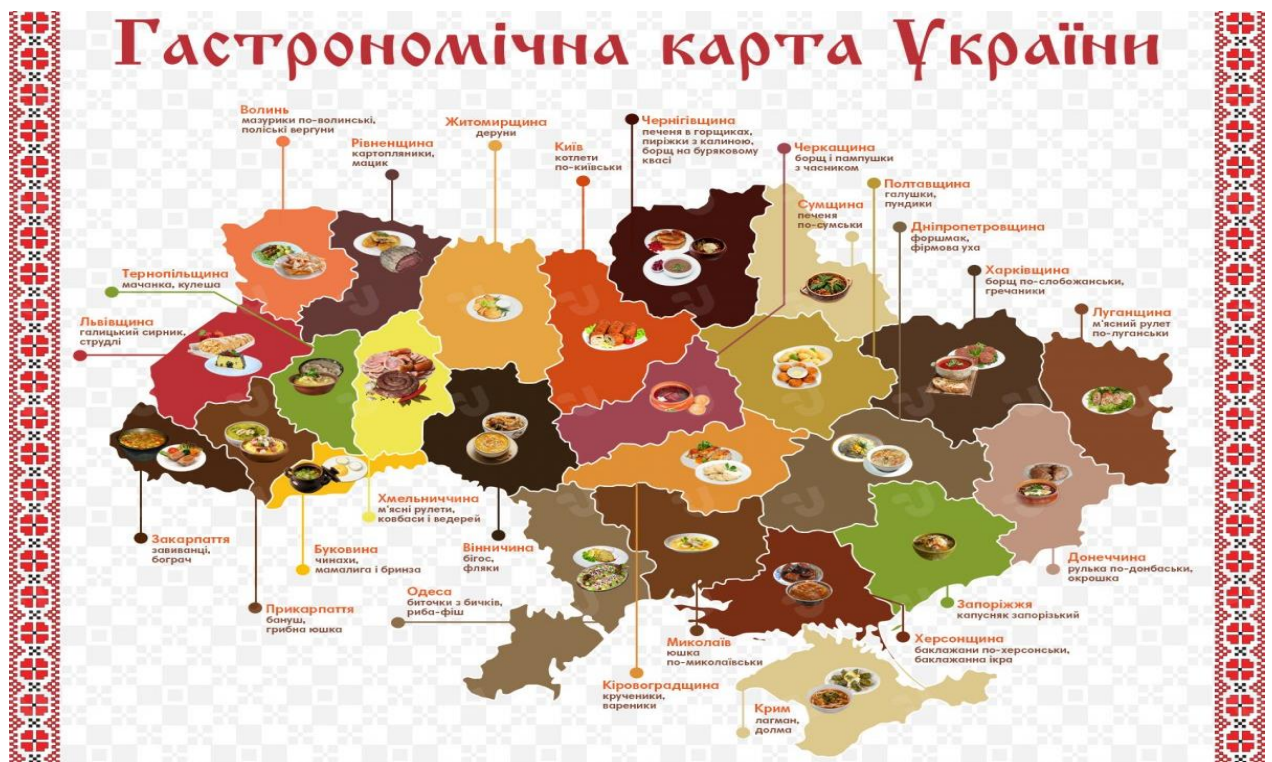 Гастрономічна карта України
Волинь
мазурики по-волинські,
поліські вергуни
Рівненщина
картопляники,
мацик
Житомирщина
деруни
Київ
котлети
по-київськи
Чернігівщина
печеня в горщиках,
пиріжки з калиною,
борщ на буряковому
квасі
Черкащина
борщ і пампушки
з часником
Сумщина
печеня
по-сумськи
Полтавщина
галушки,
пундики
Дніпропетровщина
форшмак,
фірмова уха
Харківщина
борщ по-слобожанськи,
гречаники
Луганщина
м'ясний рулет
по-луганськи
Тернопільщина
мачанка, кулеша
Львівщина
галицький сирник,
струдлі
Закарпаття
завиванці,
бограч
Прикарпаття
бануш,
грибна юшка
Буковина
чинахи,
мамалига і бринза
Хмельниччина
м'ясні рулети,
ковбаси і ведерей
Вінничина
бігос,
фляки
Одеса
биточки з бичків,
риба-фіш
Кіровоградщина
крученики,
вареники
Миколаїв
юшка
по-миколаївськи
Крим
лагман,
долма
Херсонщина
баклажани по-херсонськи,
баклажанна ікра
Запоріжжя
капусняк запорізький
Донеччина
рулька по-донбаськи,
окрошка